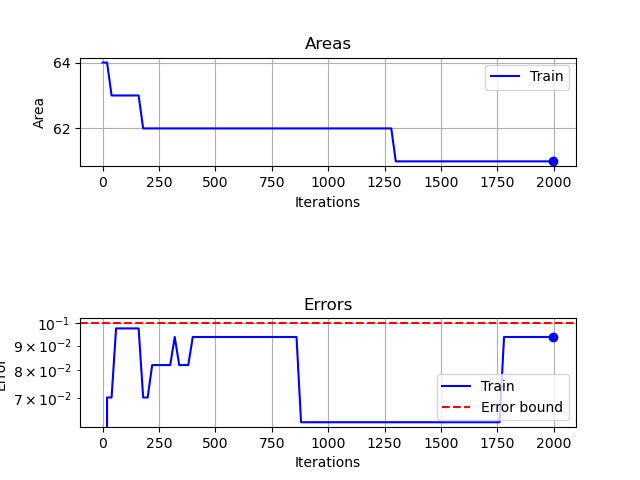 Areas
64
62
Area
Train
0 250 500 750 1000 1250 1500 1750 2000
Iterations
Errors
10⁻¹
9 × 10⁻²
8 × 10⁻²
7 × 10⁻²
Error
Train
Error bound
0 250 500 750 1000 1250 1500 1750 2000
Iterations